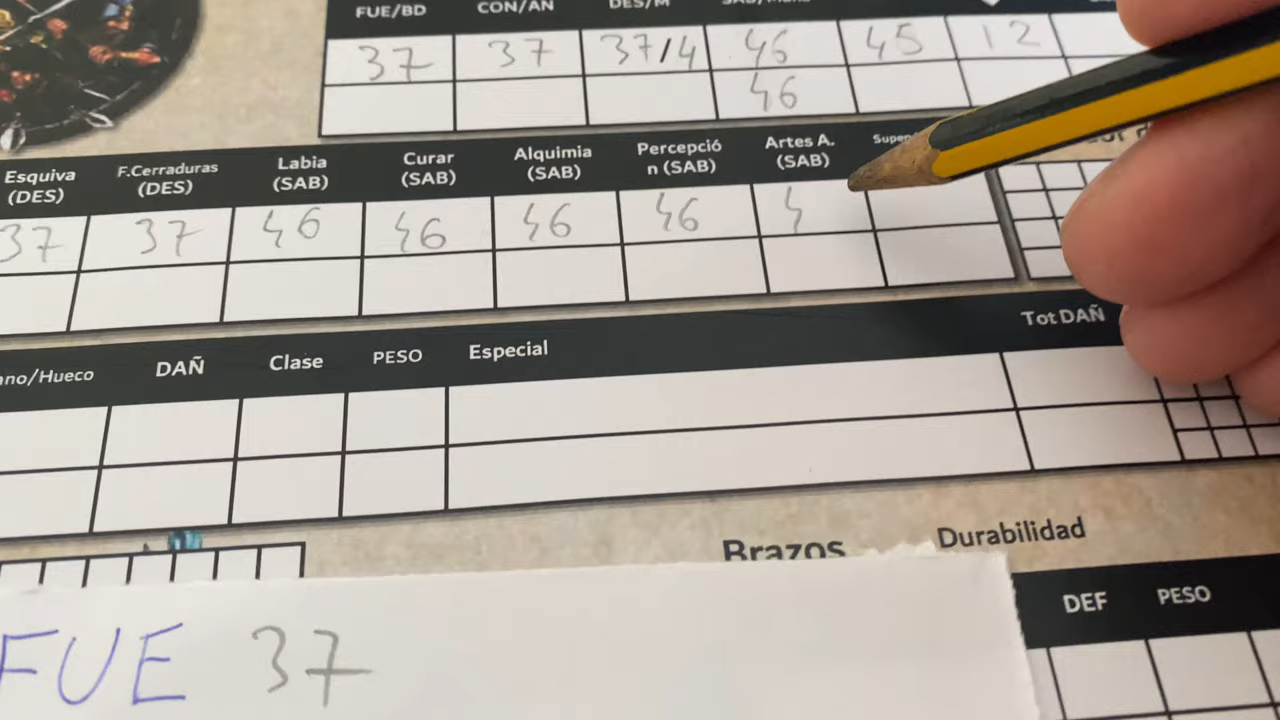 FUE/BD CON/AN DES/M
37 37 37/4 46 45 12
46
Esquiva (DES) F.Cerraduras (DES) Labia (SAB) Curar (SAB) Alquimia (SAB) Percepció n (SAB) Artes A. (SAB)
37 37 46 46 46 46 4
DAÑ Clase PESO Especial Tot DAÑ
Brazos Durabilidad
DEF PESO
FUE 37